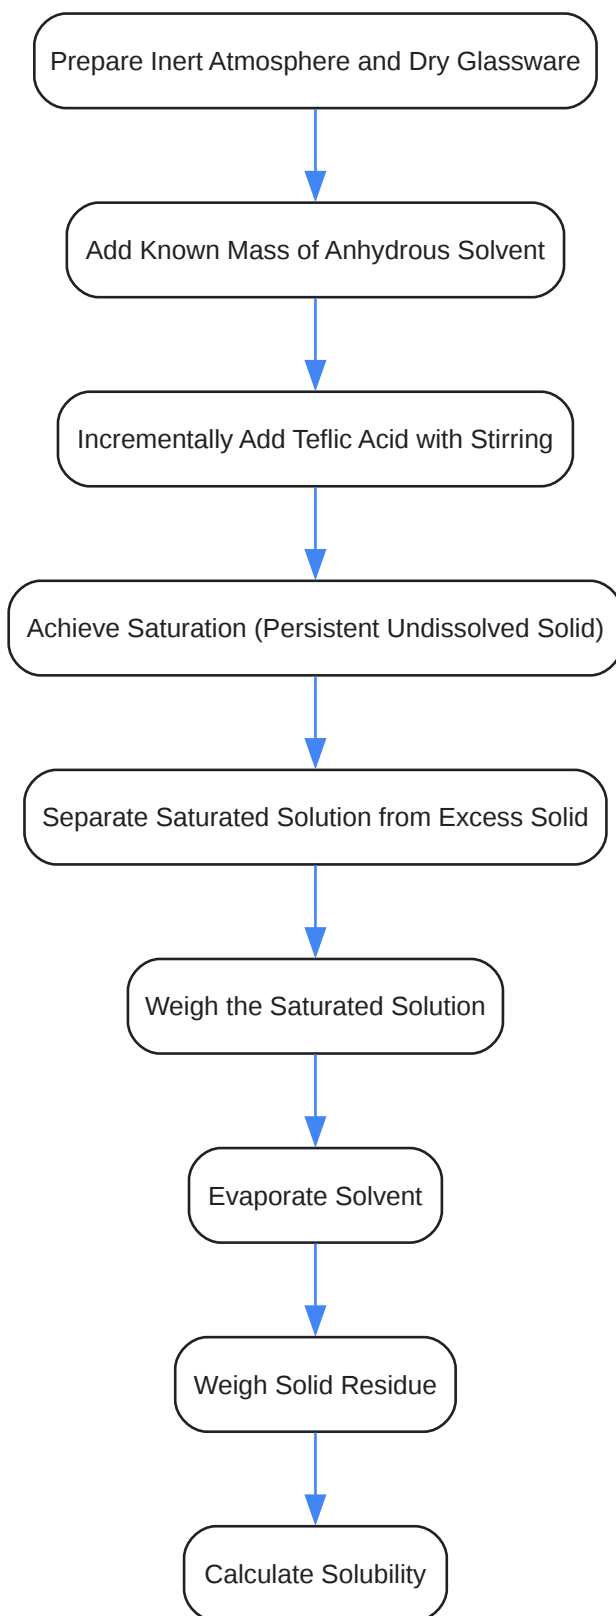 Prepare Inert Atmosphere and Dry Glassware
Add Known Mass of Anhydrous Solvent
Incrementally Add Teflic Acid with Stirring
Achieve Saturation (Persistent Undissolved Solid)
Separate Saturated Solution from Excess Solid
Weigh the Saturated Solution
Evaporate Solvent
Weigh Solid Residue
Calculate Solubility